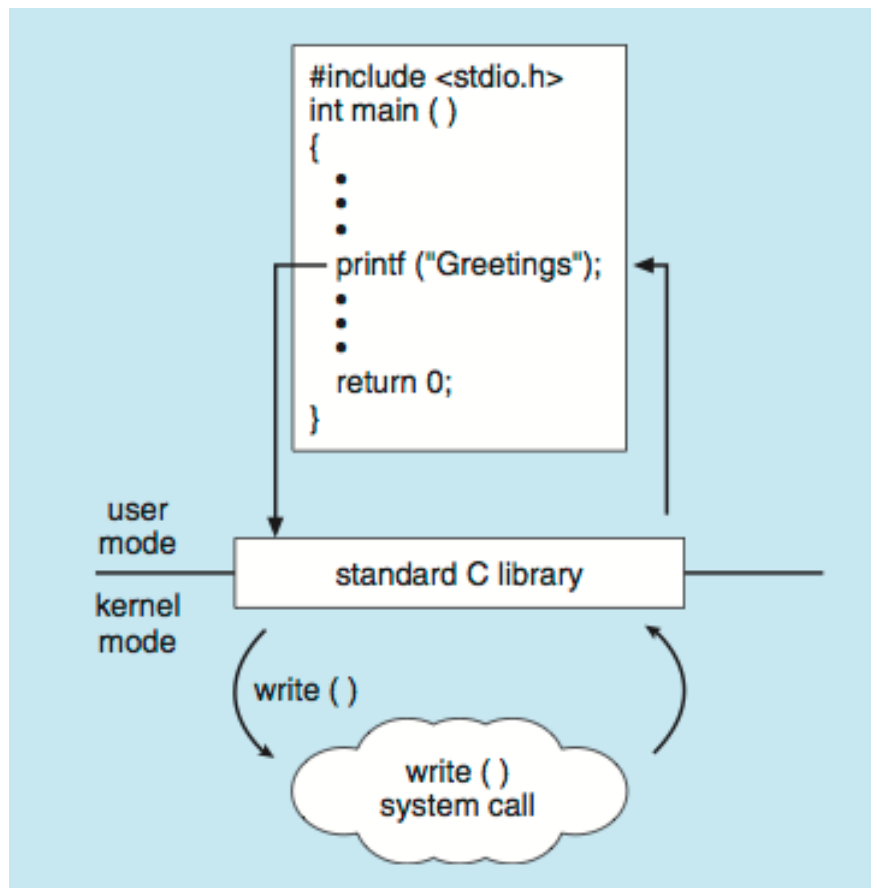 #include <stdio.h>
int main ( )
{
•
•
•
printf ("Greetings");
•
•
•
return 0;
}
user
mode
standard C library
kernel
mode
write ( )
write ( )
system call